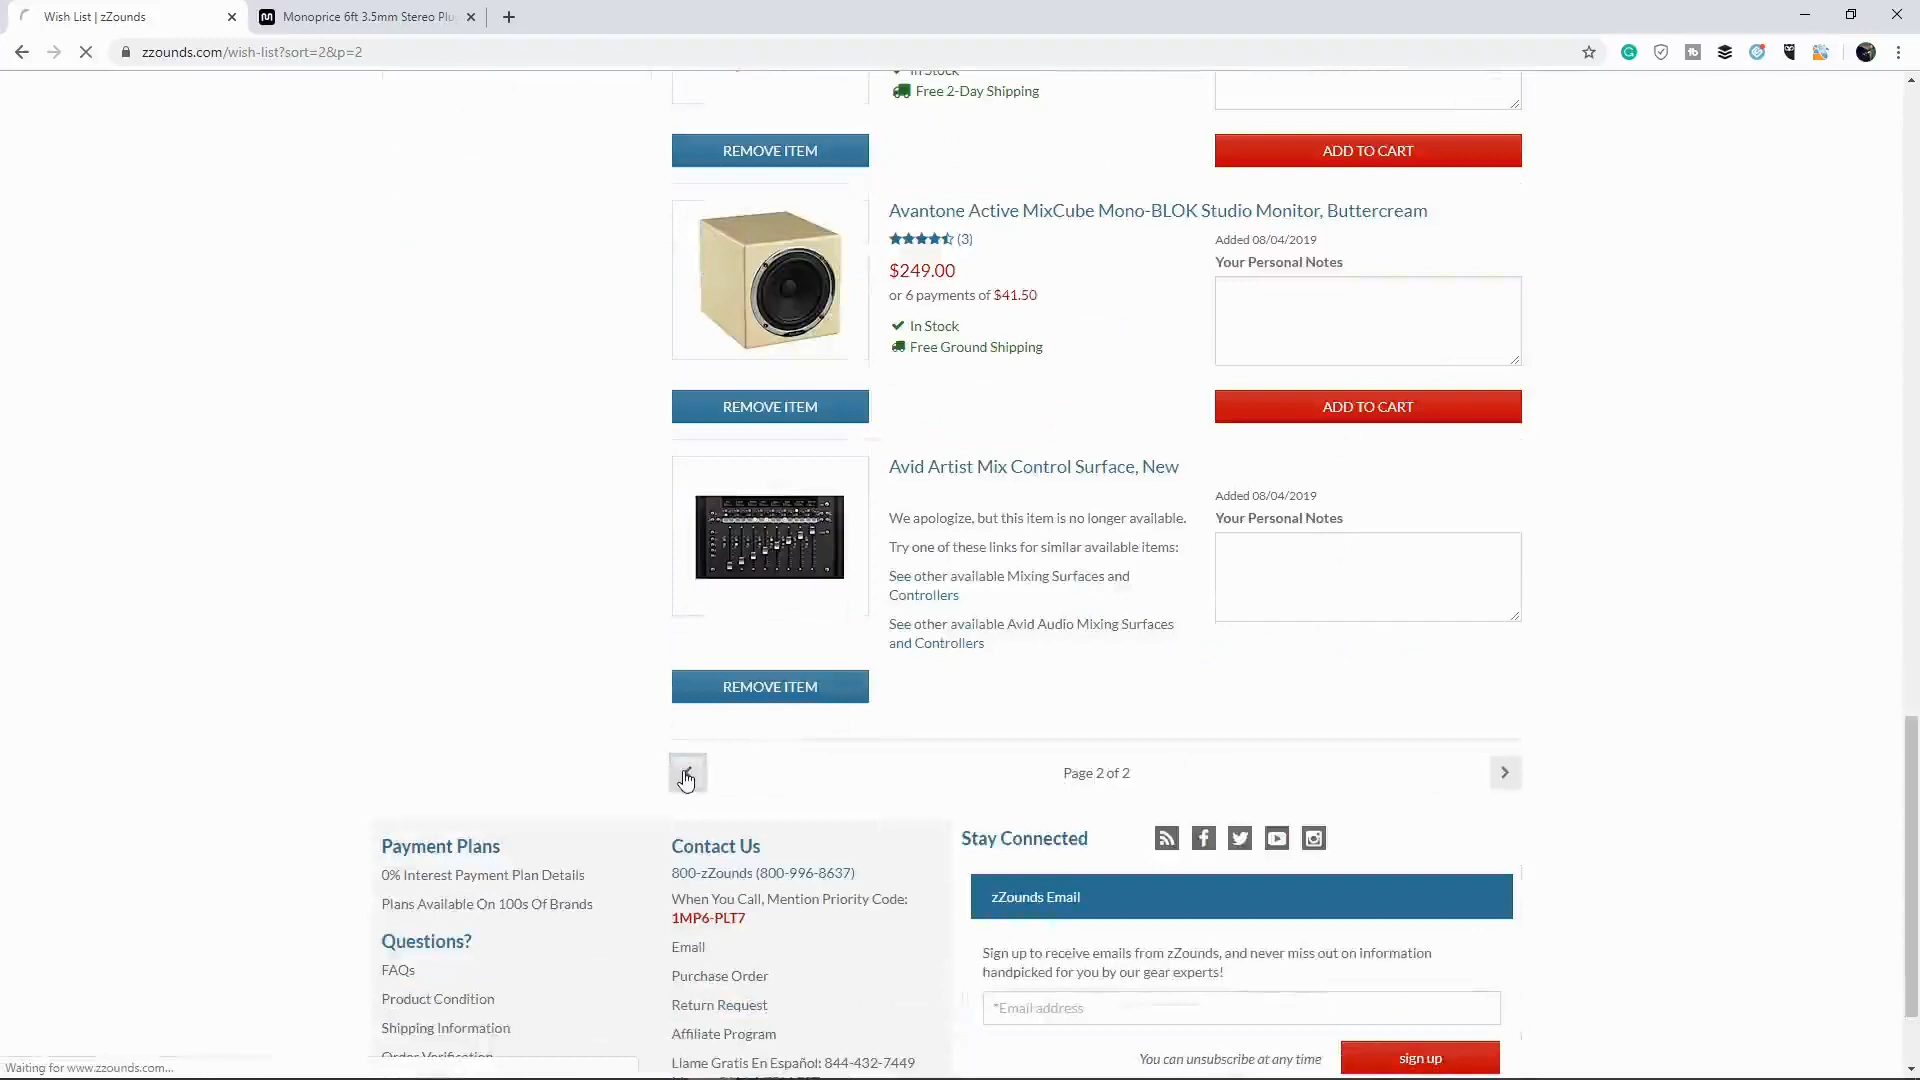 Wish List | zZounds
Monoprice 6ft 3.5mm Stereo Plu
zzounds.com/wish-list?sort=2&p=2
In Stock
Free 2-Day Shipping
REMOVE ITEM
ADD TO CART
Avantone Active MixCube Mono-BLOK Studio Monitor, Buttercream
(3)
Added 08/04/2019
$249.00
Your Personal Notes
or 6 payments of $41.50
In Stock
Free Ground Shipping
REMOVE ITEM
ADD TO CART
Avid Artist Mix Control Surface, New
Added 08/04/2019
We apologize, but this item is no longer available.
Your Personal Notes
Try one of these links for similar available items:
See other available Mixing Surfaces and
Controllers
See other available Avid Audio Mixing Surfaces
and Controllers
REMOVE ITEM
Page 2 of 2
Payment Plans
0% Interest Payment Plan Details
Plans Available On 100s Of Brands
Questions?
FAQs
Product Condition
Shipping Information
Order Verification
Contact Us
800-zZounds (800-996-8637)
When You Call, Mention Priority Code:
1MP6-PLT7
Email
Purchase Order
Return Request
Affiliate Program
Llame Gratis En Español: 844-432-7449
Stay Connected
zZounds Email
Sign up to receive emails from zZounds, and never miss out on information
handpicked for you by our gear experts!
*Email address
You can unsubscribe at any time
sign up
Waiting for www.zzounds.com...